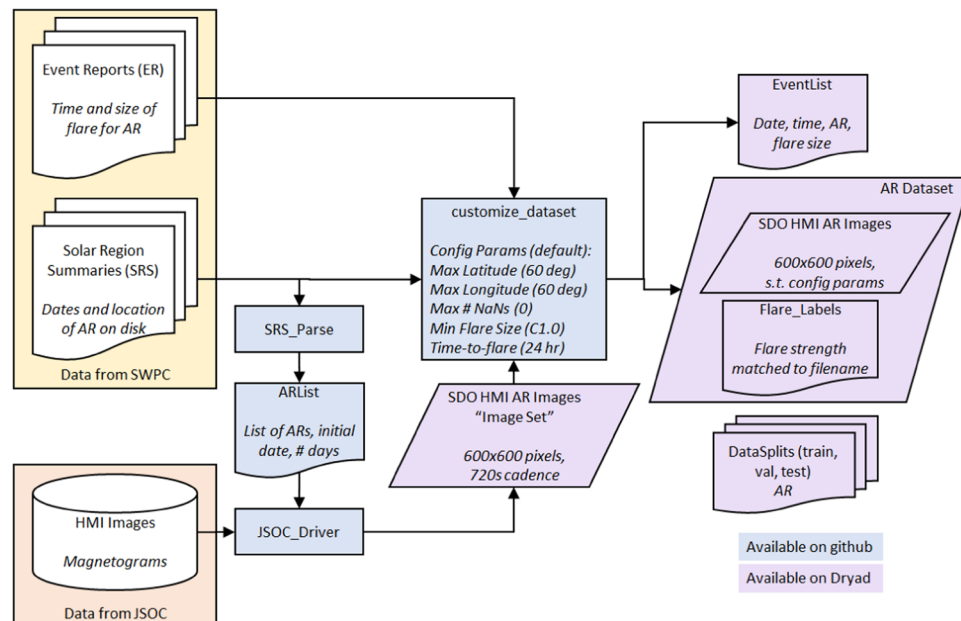 Event Reports (ER)
Time and size of
flare for AR
Solar Region
Summaries (SRS)
Dates and location
of AR on disk
Data from SWPC
HMI Images
Magnetograms
Data from JSOC
SRS_Parse
ARList
List of ARs, initial
date, # days
JSOC_Driver
customize_dataset
Config Params (default):
Max Latitude (60 deg)
Max Longitude (60 deg)
Max # NaNs (0)
Min Flare Size (C1.0)
Time-to-flare (24 hr)
SDO HMI AR Images
“Image Set”
600x600 pixels,
720s cadence
EventList
Date, time, AR,
flare size
AR Dataset
SDO HMI AR Images
600x600 pixels,
s.t. config params
Flare_Labels
Flare strength
matched to filename
DataSplits (train,
val, test)
AR
Available on github
Available on Dryad